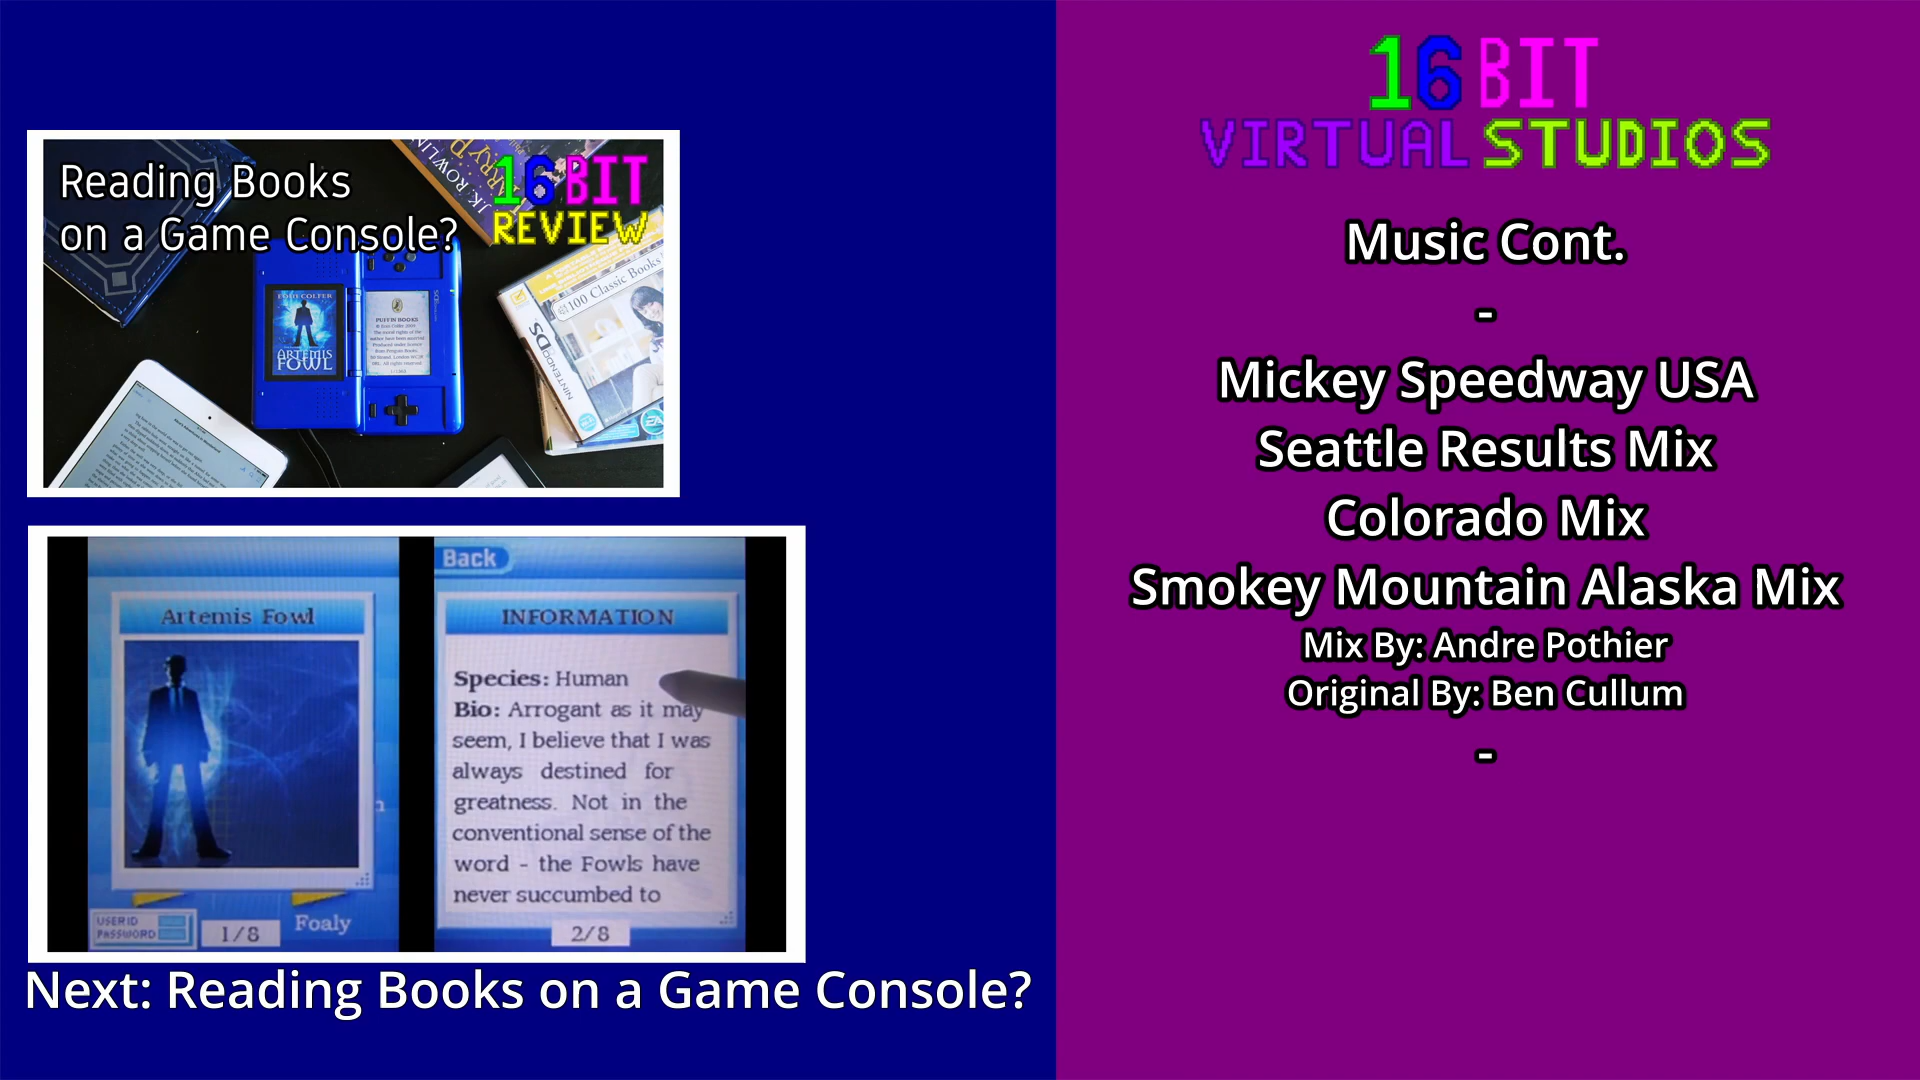 Reading Books
on a Game Console?
16 BIT
REVIEW
EOIN COLFER
ARTEMIS
FOWL
PUFFIN BOOKS
100 Classic Books
NINTENDO DS
Back
Artemis Fowl
INFORMATION
Species: Human
Bio: Arrogant as it may
seem, I believe that I was
always destined for
greatness. Not in the
conventional sense of the
word - the Fowls have
never succumbed to
USERID
PASSWORD
1/8
Foaly
2/8
Next: Reading Books on a Game Console?
16 BIT
VIRTUAL STUDIOS
Music Cont.
-
Mickey Speedway USA
Seattle Results Mix
Colorado Mix
Smokey Mountain Alaska Mix
Mix By: Andre Pothier
Original By: Ben Cullum
-